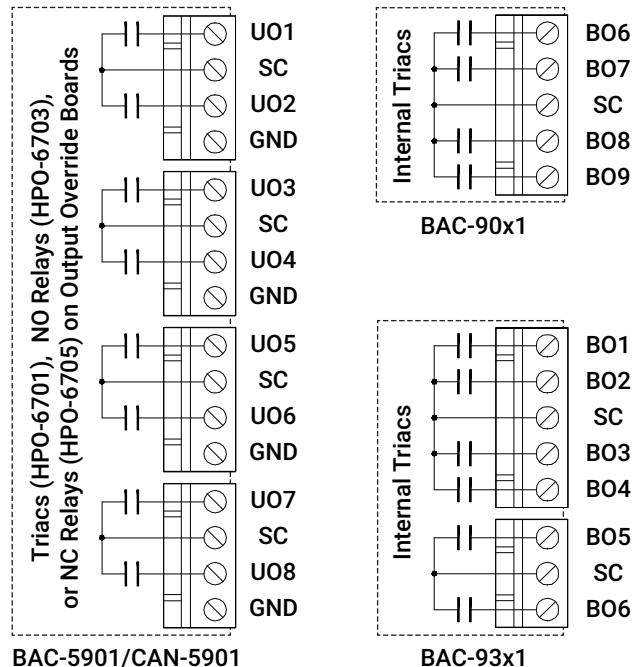 Triacs (HPO-6701), NO Relays (HPO-6703),
or NC Relays (HPO-6705) on Output Override Boards
UO1
SC
UO2
GND
UO3
SC
UO4
GND
UO5
SC
UO6
GND
UO7
SC
UO8
GND
BAC-5901/CAN-5901
Internal Triacs
BO6
BO7
SC
BO8
BO9
BAC-90x1
Internal Triacs
BO1
BO2
SC
BO3
BO4
BO5
SC
BO6
BAC-93x1